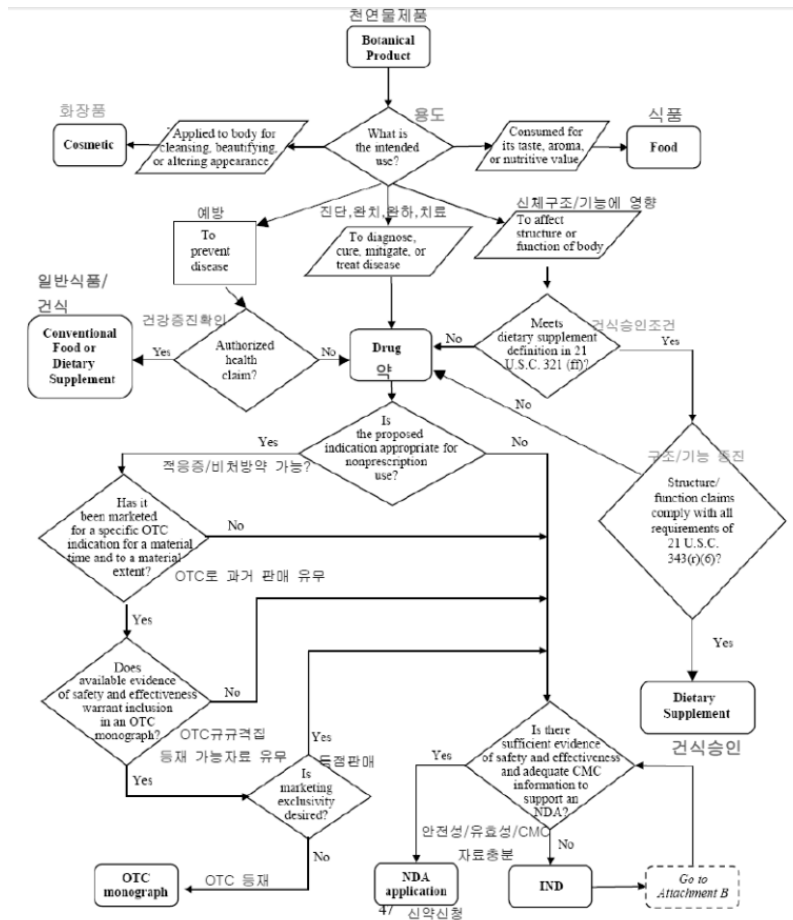 천연물제품
Botanical
Product
화장품
용도
식품
Cosmetic
Applied to body for
cleansing, beautifying,
or altering appearance
What is
the intended
use?
Consumed for
its taste, aroma,
or nutritive value
Food
예방
진단,완치,완하,치료
신체구조/기능에 영향
To
prevent
disease
To diagnose,
cure, mitigate, or
treat disease
To affect
structure or
function of body
일반식품/
건식
건강증진확인
건식승인조건
Conventional
Food or
Dietary
Supplement
Yes
Authorized
health
claim?
No
Drug
약
No
Meets
dietary supplement
definition in 21
U.S.C. 321 (ff)?
Yes
No
Is
the proposed
indication appropriate for
nonprescription
use?
Yes
No
적응증/비처방약 가능?
구조/기능 증진
Structure/
function claims
comply with all
requirements of
21 U.S.C.
343(r)(6)?
Has it
been marketed
for a specific OTC
indication for a material
time and to a material
extent?
No
OTC로 과거 판매 유무
Yes
Yes
Does
available evidence
of safety and effectiveness
warrant inclusion
in an OTC
monograph?
No
Dietary
Supplement
건식승인
OTC규규격집
등재 가능자료 유무
Yes
Yes
독점판매
Is
marketing
exclusivity
desired?
No
Is there
sufficient evidence
of safety and effectiveness
and adequate CMC
information to
support an
NDA?
Yes
안전성/유효성/CMC
자료충분
No
OTC
monograph
OTC 등재
NDA
application
IND
Go to
Attachment B
47
신약신청